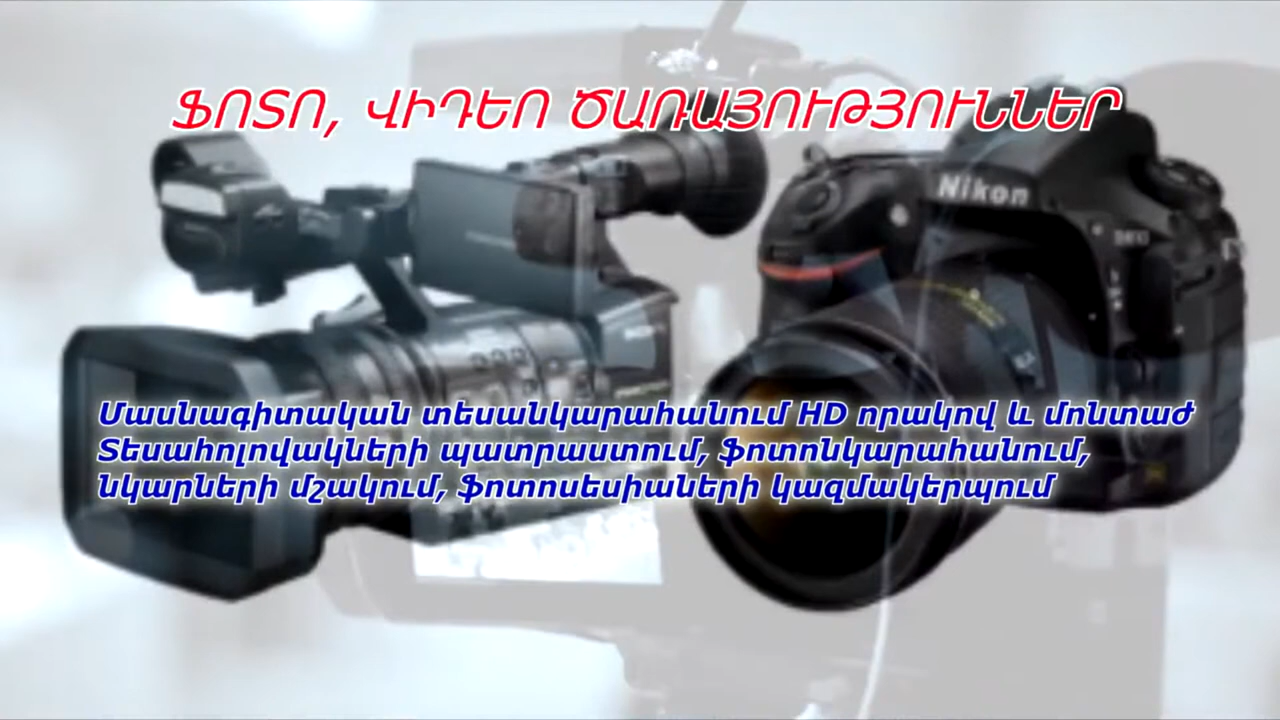 ՖՈՏՈ, ՎԻԴԵՈ ԾԱՌԱՅՈՒԹՅՈՒՆՆԵՐ
Nikon
Մասնագիտական տեսանկարահանում HD որակով և մոնտաժ
Տեսահոլովակների պատրաստում, ֆոտոնկարահանում,
նկարների մշակում, ֆոտոսեսիաների կազմակերպում